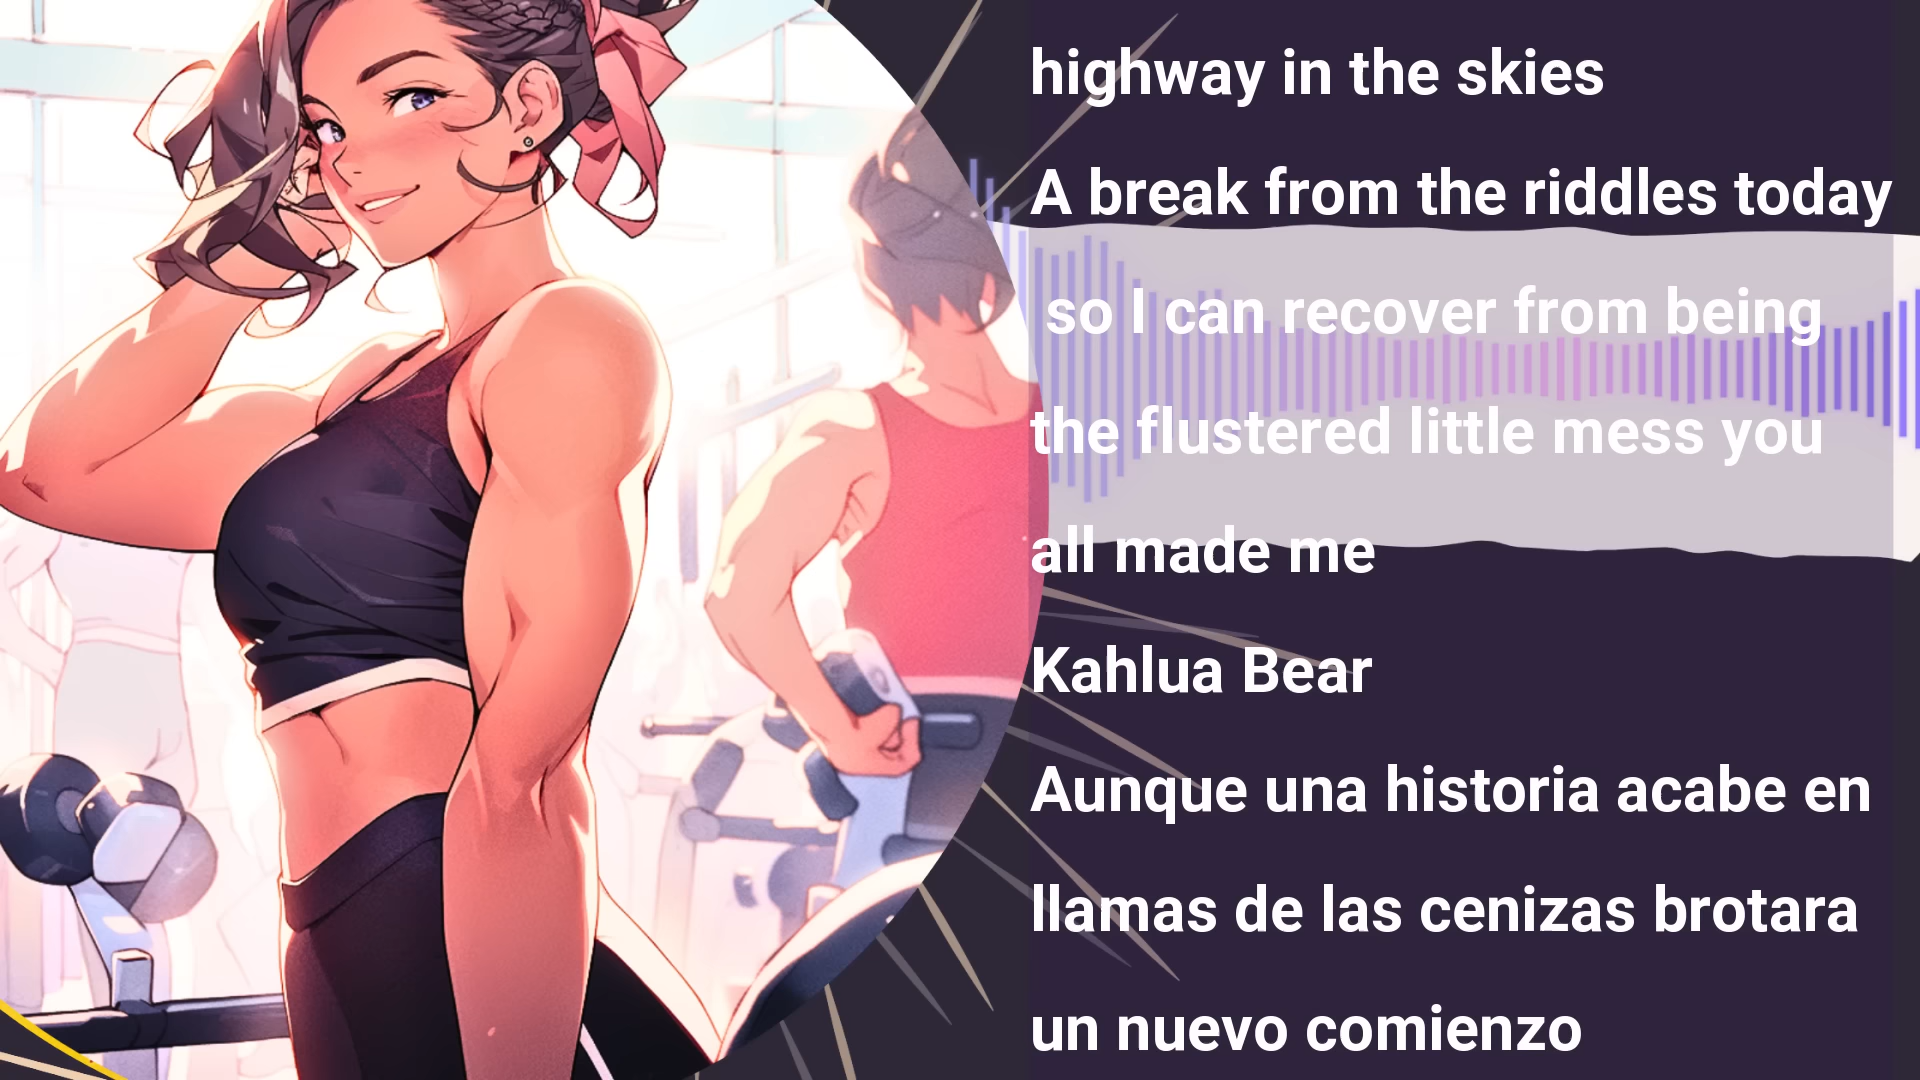 highway in the skies
A break from the riddles today
so I can recover from being
the flustered little mess you
all made me
Kahlua Bear
Aunque una historia acabe en
llamas de las cenizas brotara
un nuevo comienzo